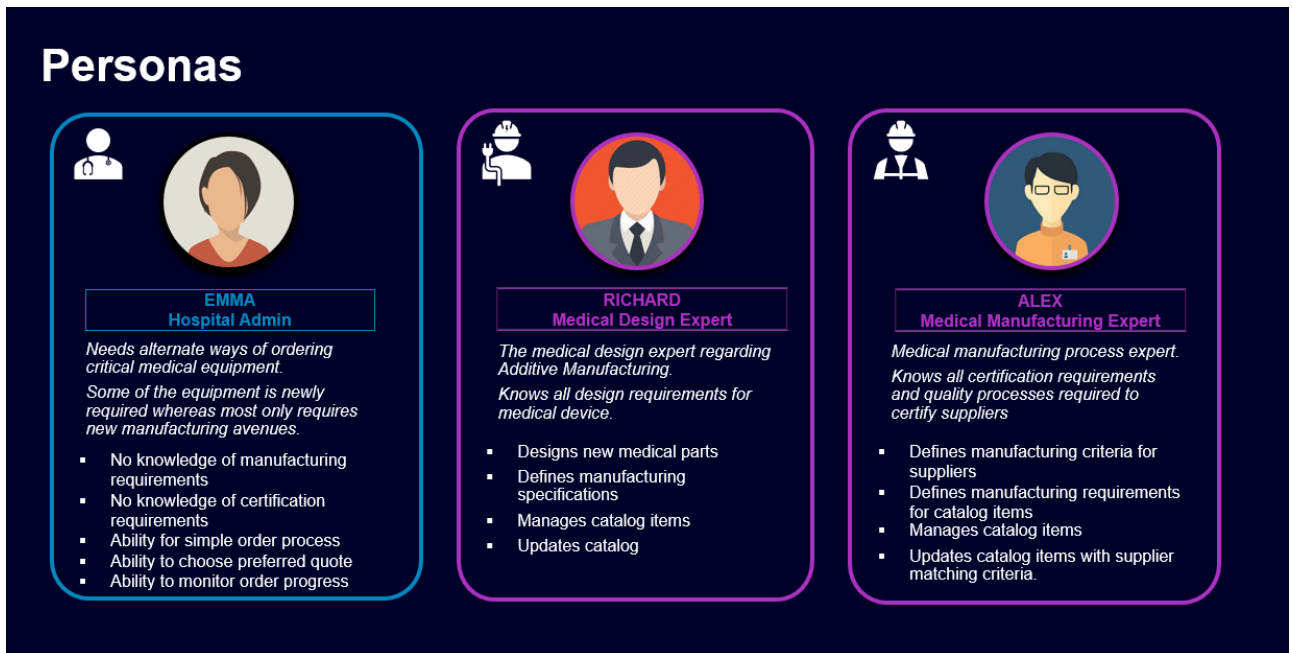 Personas
EMMA
Hospital Admin
Needs alternate ways of ordering
critical medical equipment.
Some of the equipment is newly
required whereas most only requires
new manufacturing avenues.
▪ No knowledge of manufacturing
requirements
▪ No knowledge of certification
requirements
▪ Ability for simple order process
▪ Ability to choose preferred quote
▪ Ability to monitor order progress
RICHARD
Medical Design Expert
The medical design expert regarding
Additive Manufacturing.
Knows all design requirements for
medical device.
▪ Designs new medical parts
▪ Defines manufacturing
specifications
▪ Manages catalog items
▪ Updates catalog
ALEX
Medical Manufacturing Expert
Medical manufacturing process expert.
Knows all certification requirements
and quality processes required to
certify suppliers
▪ Defines manufacturing criteria for
suppliers
▪ Defines manufacturing requirements
for catalog items
▪ Manages catalog items
▪ Updates catalog items with supplier
matching criteria.